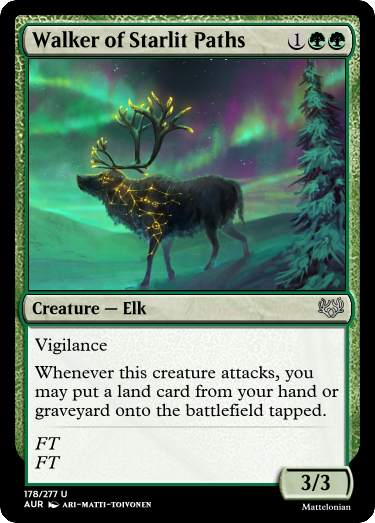 Walker of Starlit Paths 1
Creature — Elk
Vigilance
Whenever this creature attacks, you
may put a land card from your hand or
graveyard onto the battlefield tapped.
FT
FT
3/3
178/277 U
AUR ARI-MATTI-TOIVONEN
Mattelonian